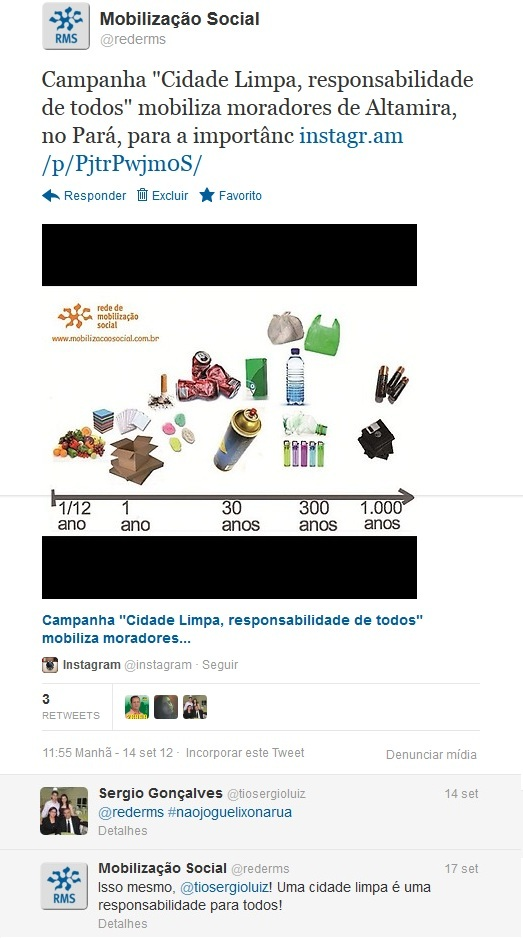 RMS
Mobilização Social
@rederms
Campanha "Cidade Limpa, responsabilidade
de todos" mobiliza moradores de Altamira,
no Pará, para a importânc instagr.am
/p/PjtrPwjm0S/
Responder Excluir Favorito
rede de
mobilização
social
www.mobilizacaosocial.com.br
1/12
ano
1
ano
30
anos
300
anos
1.000
anos
Campanha "Cidade Limpa, responsabilidade de todos"
mobiliza moradores...
Instagram @instagram · Seguir
3
RETWEETS
11:55 Manhã - 14 set 12 · Incorporar este Tweet
Denunciar mídia
Sergio Gonçalves @tiosergioluiz 14 set
@rederms #naojoguelixonarua
Detalhes
RMS
Mobilização Social @rederms 17 set
Isso mesmo, @tiosergioluiz! Uma cidade limpa é uma
responsabilidade para todos!
Detalhes